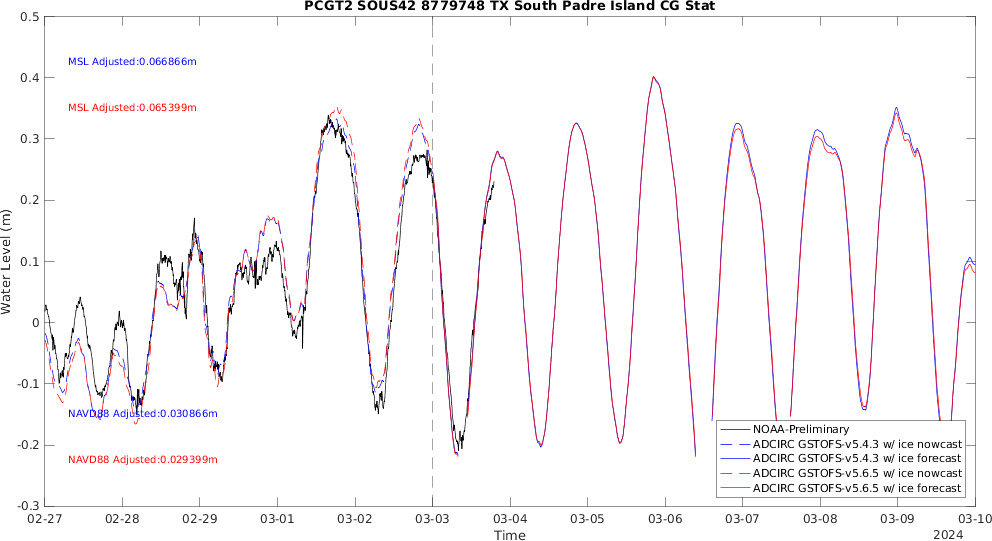 PCGT2 SOUS42 8779748 TX South Padre Island CG Stat
0.5
0.4
0.3
0.2
0.1
0
-0.1
-0.2
-0.3
Water Level (m)
MSL Adjusted:0.066866m
MSL Adjusted:0.065399m
NAVD88 Adjusted:0.030866m
NAVD88 Adjusted:0.029399m
NOAA-Preliminary
ADCIRC GSTOFS-v5.4.3 w/ ice nowcast
ADCIRC GSTOFS-v5.4.3 w/ ice forecast
ADCIRC GSTOFS-v5.6.5 w/ ice nowcast
ADCIRC GSTOFS-v5.6.5 w/ ice forecast
02-27 02-28 02-29 03-01 03-02 03-03 03-04 03-05 03-06 03-07 03-08 03-09 03-10
Time
2024